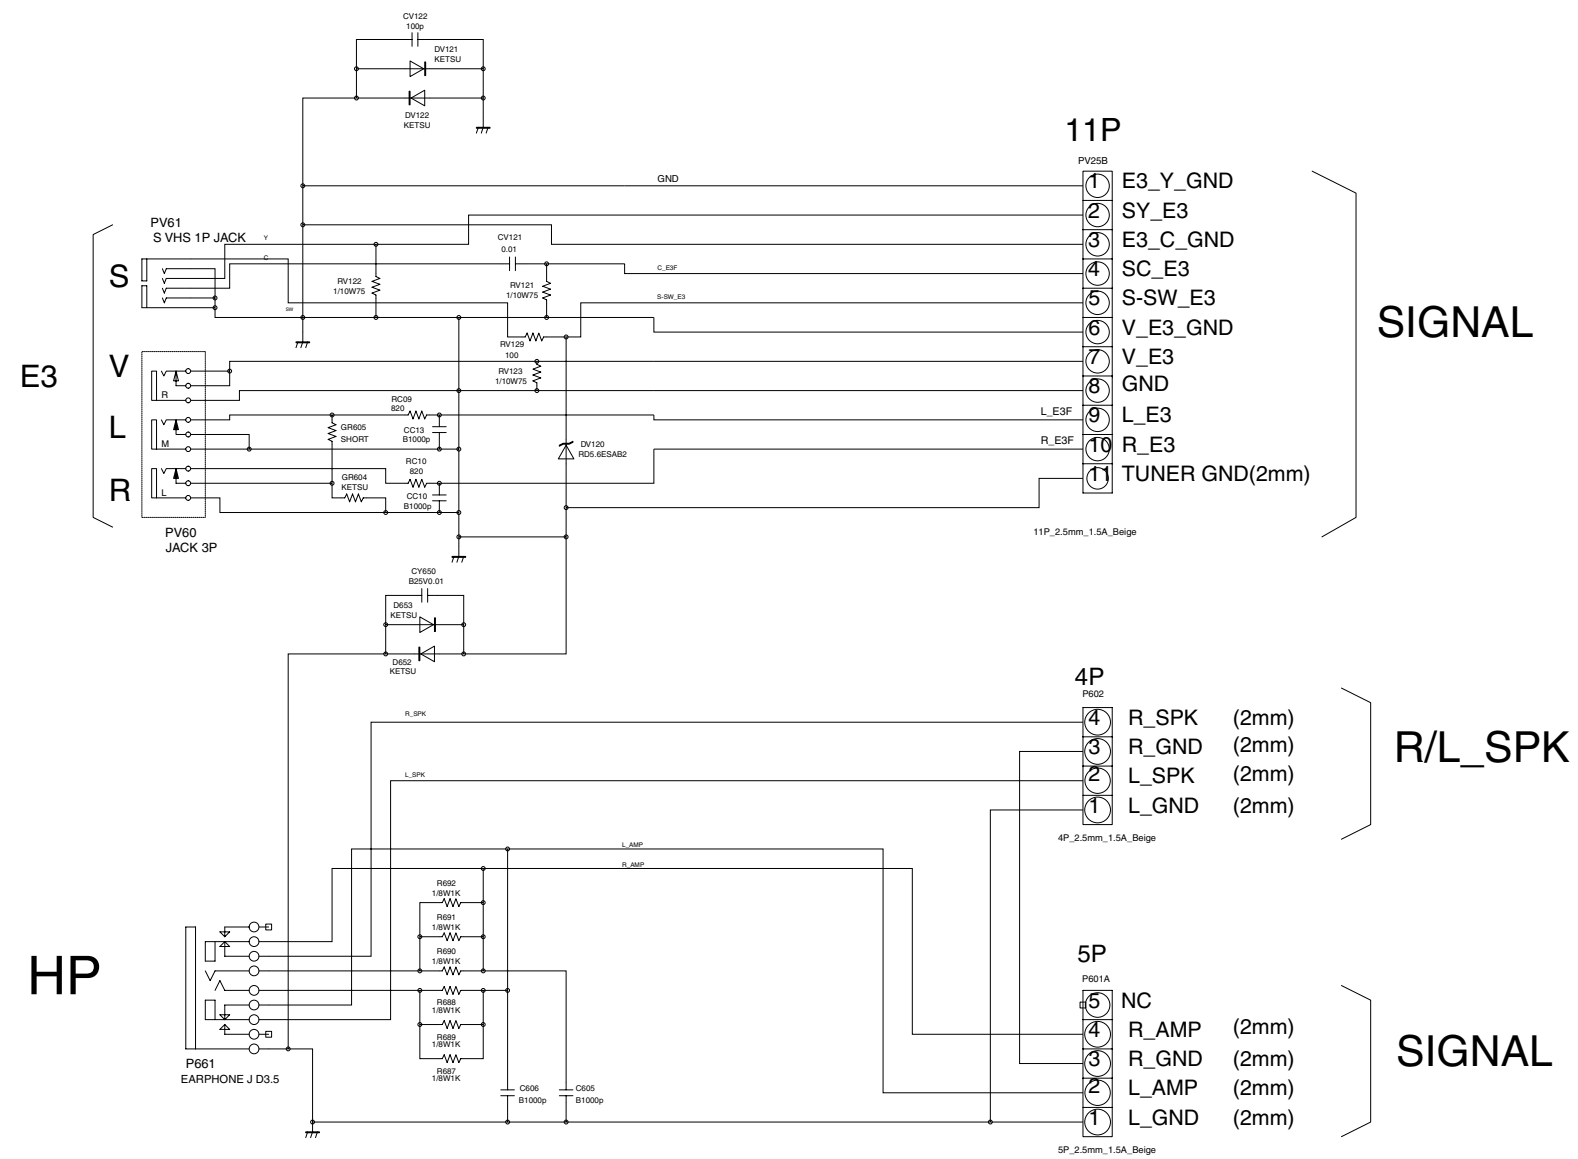 CV122
100p
DV121
KETSU
DV122
KETSU
11P
PV25B
GND
1 E3_Y_GND
2 SY_E3
3 E3_C_GND
4 SC_E3
5 S-SW_E3
6 V_E3_GND
7 V_E3
8 GND
9 L_E3
10 R_E3
11 TUNER GND(2mm)
11P_2.5mm_1.5A_Beige
SIGNAL
PV61
S VHS 1P JACK
Y
C
SW
CV121
0.01
C_E3F
RV122
1/10W75
RV121
1/10W75
S-SW_E3
RV129
100
RV123
1/10W75
E3
S
V
L
R
R
M
L
PV60
JACK 3P
RC09
820
GR605
SHORT
CC13
B1000p
L_E3F
R_E3F
DV120
RD5.6ESAB2
RC10
820
GR604
KETSU
CC10
B1000p
CY650
B25V0.01
D653
KETSU
D652
KETSU
4P
P602
R_SPK
4 R_SPK (2mm)
3 R_GND (2mm)
L_SPK
2 L_SPK (2mm)
1 L_GND (2mm)
4P_2.5mm_1.5A_Beige
R/L_SPK
L_AMP
R_AMP
R692
1/8W1K
R691
1/8W1K
R690
1/8W1K
R688
1/8W1K
R689
1/8W1K
R687
1/8W1K
HP
P661
EARPHONE J D3.5
C606
B1000p
C605
B1000p
5P
P601A
5 NC
4 R_AMP (2mm)
3 R_GND (2mm)
2 L_AMP (2mm)
1 L_GND (2mm)
5P_2.5mm_1.5A_Beige
SIGNAL